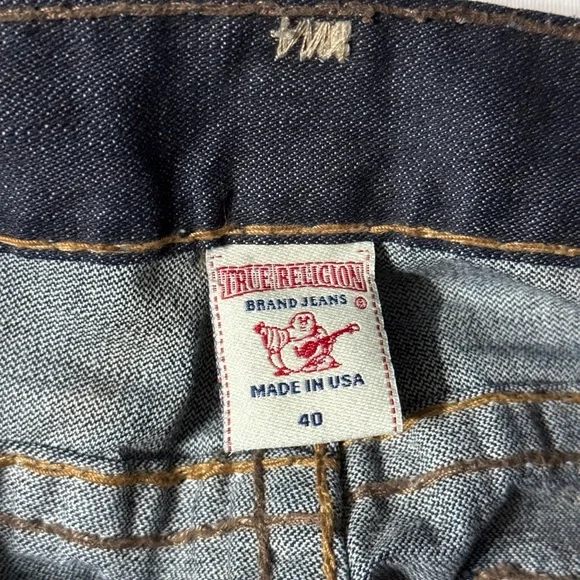 TRUE RELIGION
BRAND JEANS ®
MADE IN USA
40